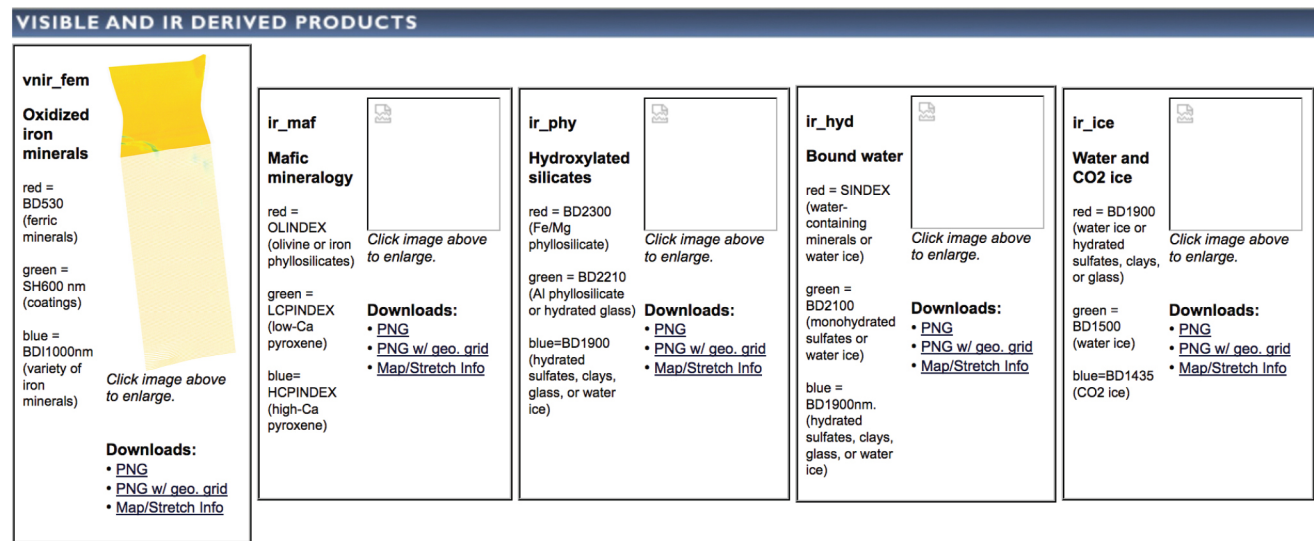 VISIBLE AND IR DERIVED PRODUCTS
vnir_fem
Oxidized
iron
minerals
red =
BD530
(ferric
minerals)
green =
SH600 nm
(coatings)
blue =
BDI1000nm
(variety of
iron
minerals)
Click image above
to enlarge.
Downloads:
• PNG
• PNG w/ geo. grid
• Map/Stretch Info
ir_maf
Mafic
mineralogy
red =
OLINDEX
(olivine or iron
phyllosilicates)
green =
LCPINDEX
(low-Ca
pyroxene)
blue=
HCPINDEX
(high-Ca
pyroxene)
Click image above
to enlarge.
Downloads:
• PNG
• PNG w/ geo. grid
• Map/Stretch Info
ir_phy
Hydroxylated
silicates
red = BD2300
(Fe/Mg
phyllosilicate)
green = BD2210
(Al phyllosilicate
or hydrated glass)
blue=BD1900
(hydrated
sulfates, clays,
glass, or water
ice)
Click image above
to enlarge.
Downloads:
• PNG
• PNG w/ geo. grid
• Map/Stretch Info
ir_hyd
Bound water
red = SINDEX
(water-
containing
minerals or
water ice)
green =
BD2100
(monohydrated
sulfates or
water ice)
blue =
BD1900nm.
(hydrated
sulfates, clays,
glass, or water
ice)
Click image above
to enlarge.
Downloads:
• PNG
• PNG w/ geo. grid
• Map/Stretch Info
ir_ice
Water and
CO2 ice
red = BD1900
(water ice or
hydrated
sulfates, clays,
or glass)
green =
BD1500
(water ice)
blue=BD1435
(CO2 ice)
Click image above
to enlarge.
Downloads:
• PNG
• PNG w/ geo. grid
• Map/Stretch Info